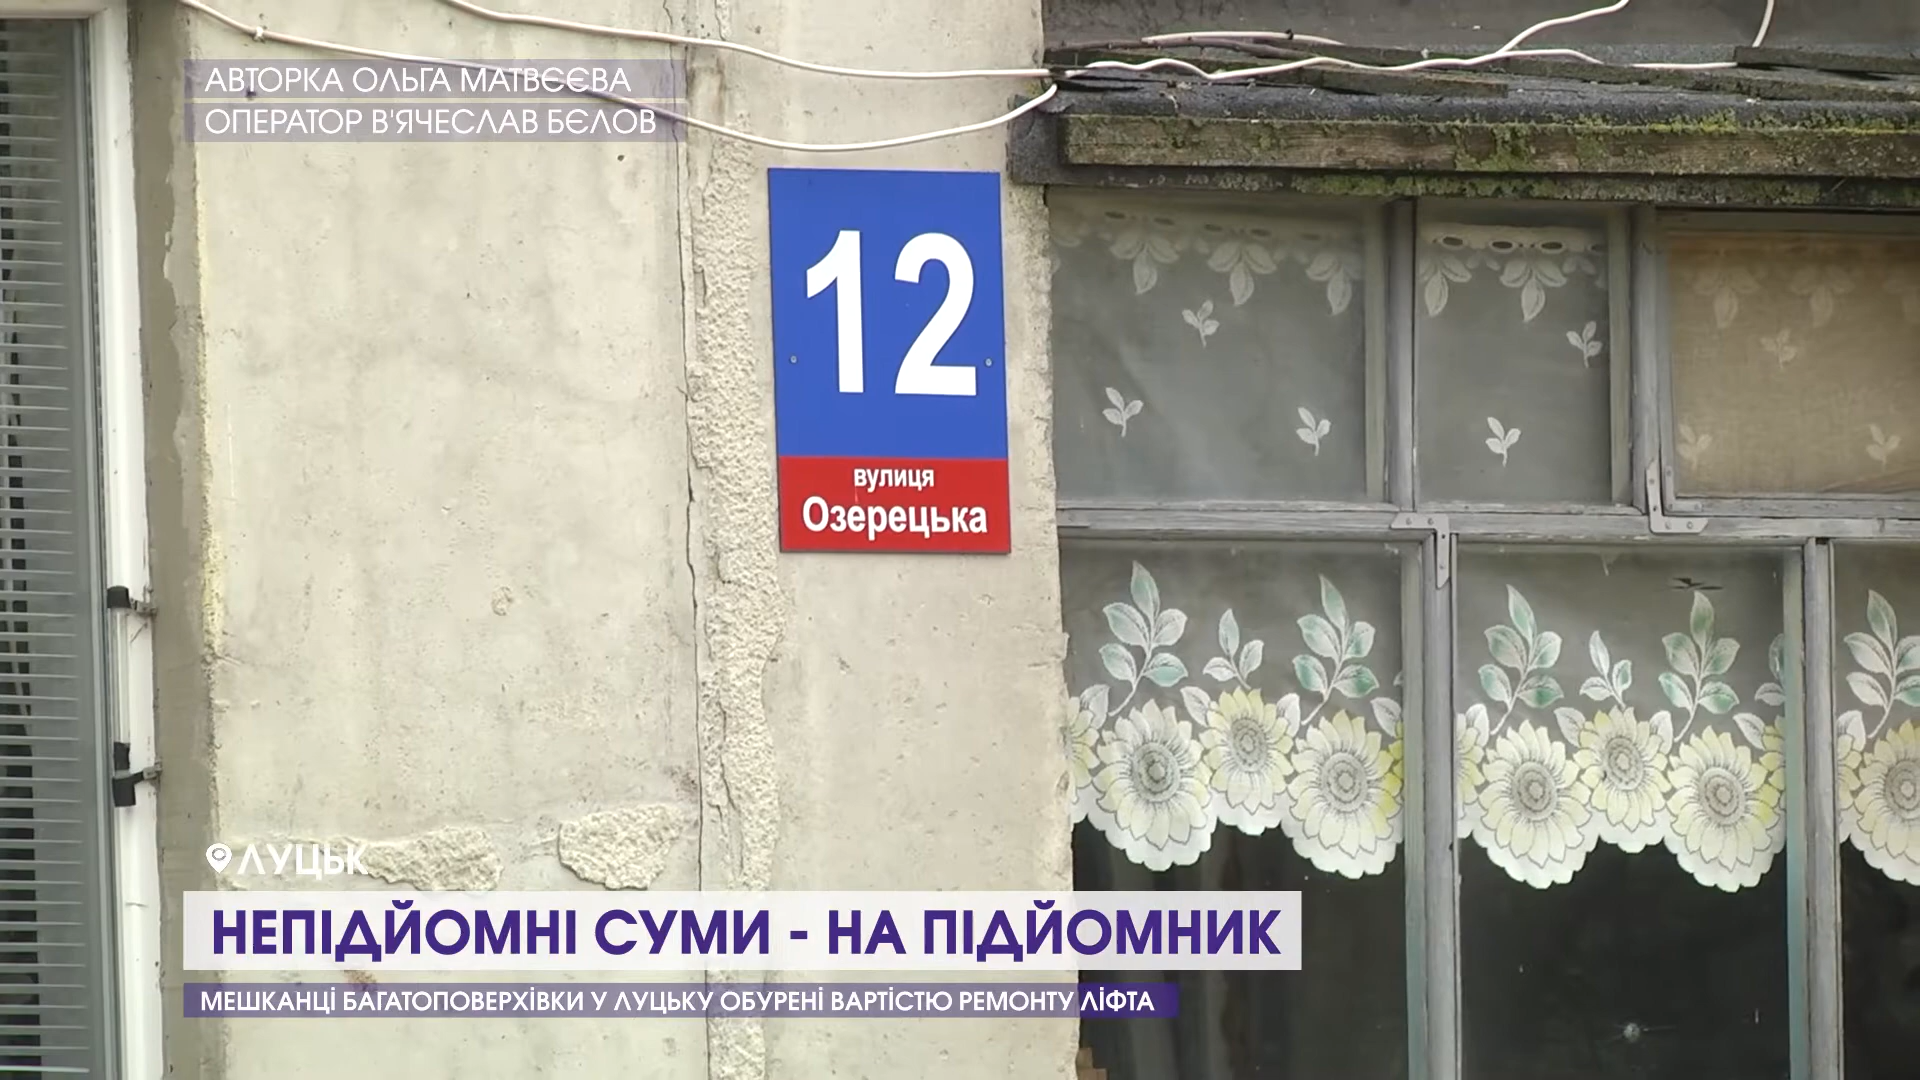 АВТОРКА ОЛЬГА МАТВЄЄВА
ОПЕРАТОР В'ЯЧЕСЛАВ БЄЛОВ
12
вулиця
Озерецька
ЛУЦЬК
НЕПІДЙОМНІ СУМИ - НА ПІДЙОМНИК
МЕШКАНЦІ БАГАТОПОВЕРХІВКИ У ЛУЦЬКУ ОБУРЕНІ ВАРТІСТЮ РЕМОНТУ ЛІФТА